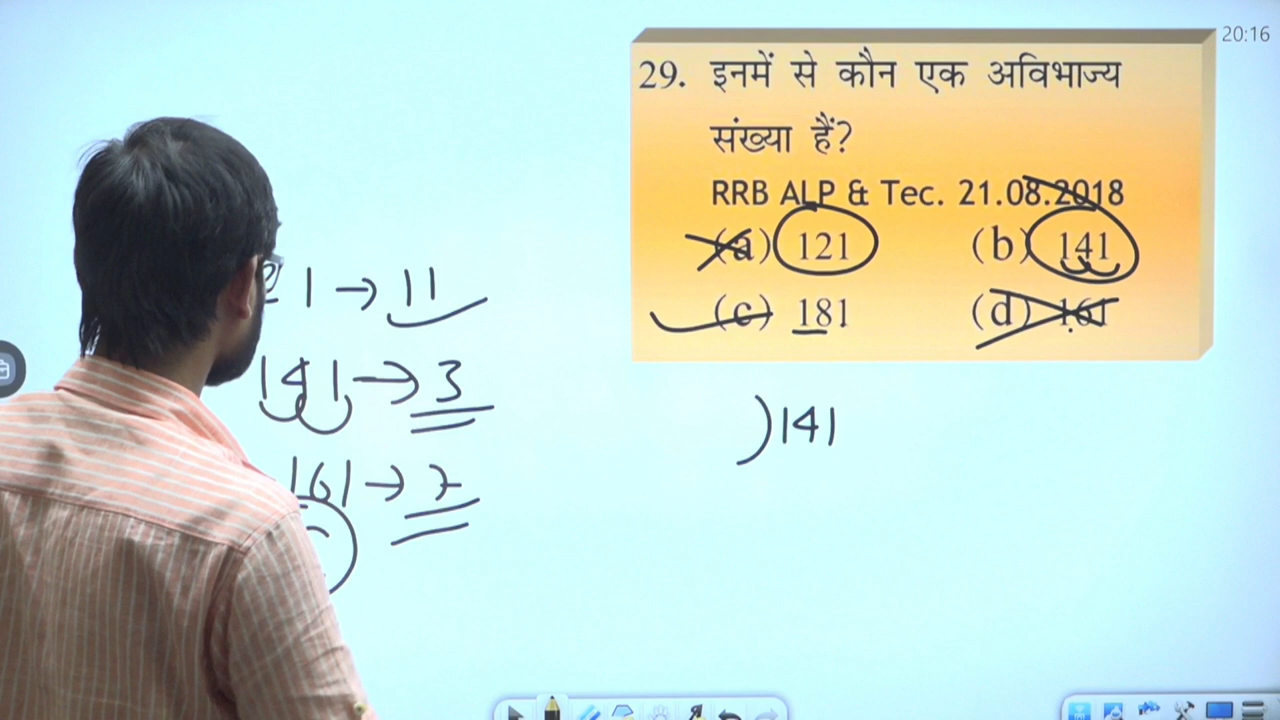 20:16
29. इनमें से कौन एक अविभाज्य
संख्या हैं?
RRB ALP & Tec. 21.08.2018
(a) 121 (b) 141
(c) 181 (d) 161
1 → 11
141 → 3
161 → 7
)141